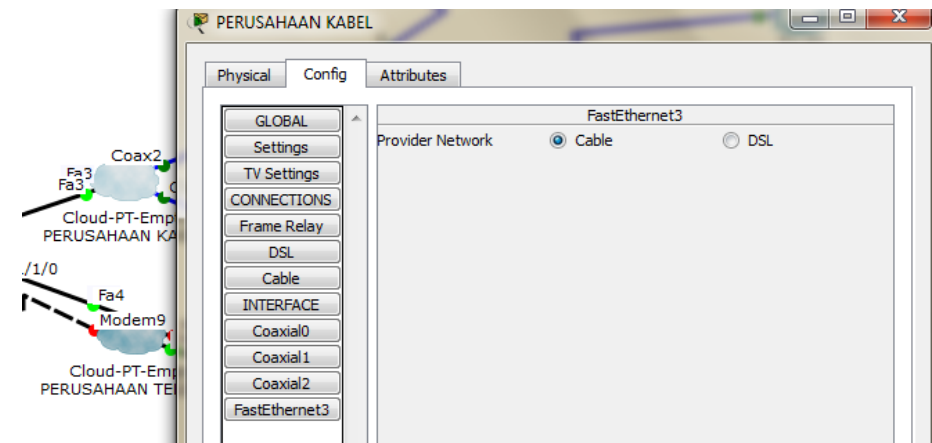 PERUSAHAAN KABEL
Physical Config Attributes
GLOBAL
Settings
TV Settings
CONNECTIONS
Frame Relay
DSL
Cable
INTERFACE
Coaxial0
Coaxial1
Coaxial2
FastEthernet3
FastEthernet3
Provider Network Cable DSL
Coax2
Fa3
Fa3
Cloud-PT-Emp
PERUSAHAAN KA
/1/0
Fa4
Modem9
Cloud-PT-Emp
PERUSAHAAN TE